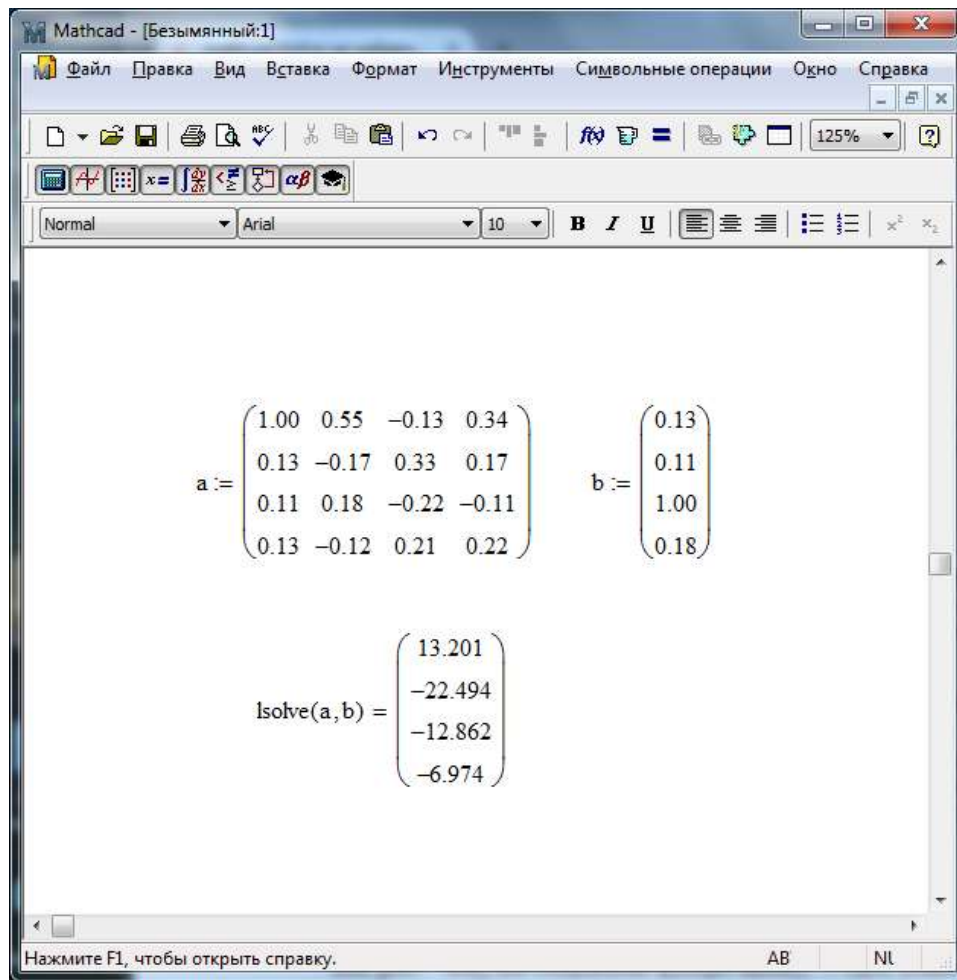 Mathcad - [Безымянный:1]
Файл Правка Вид Вставка Формат Инструменты Символьные операции Окно Справка
125%
Normal Arial 10 B I U
a := ( 1.00 0.55 −0.13 0.34
0.13 −0.17 0.33 0.17
0.11 0.18 −0.22 −0.11
0.13 −0.12 0.21 0.22 )
b := ( 0.13
0.11
1.00
0.18 )
lsolve(a,b) = ( 13.201
−22.494
−12.862
−6.974 )
Нажмите F1, чтобы открыть справку. AB NU